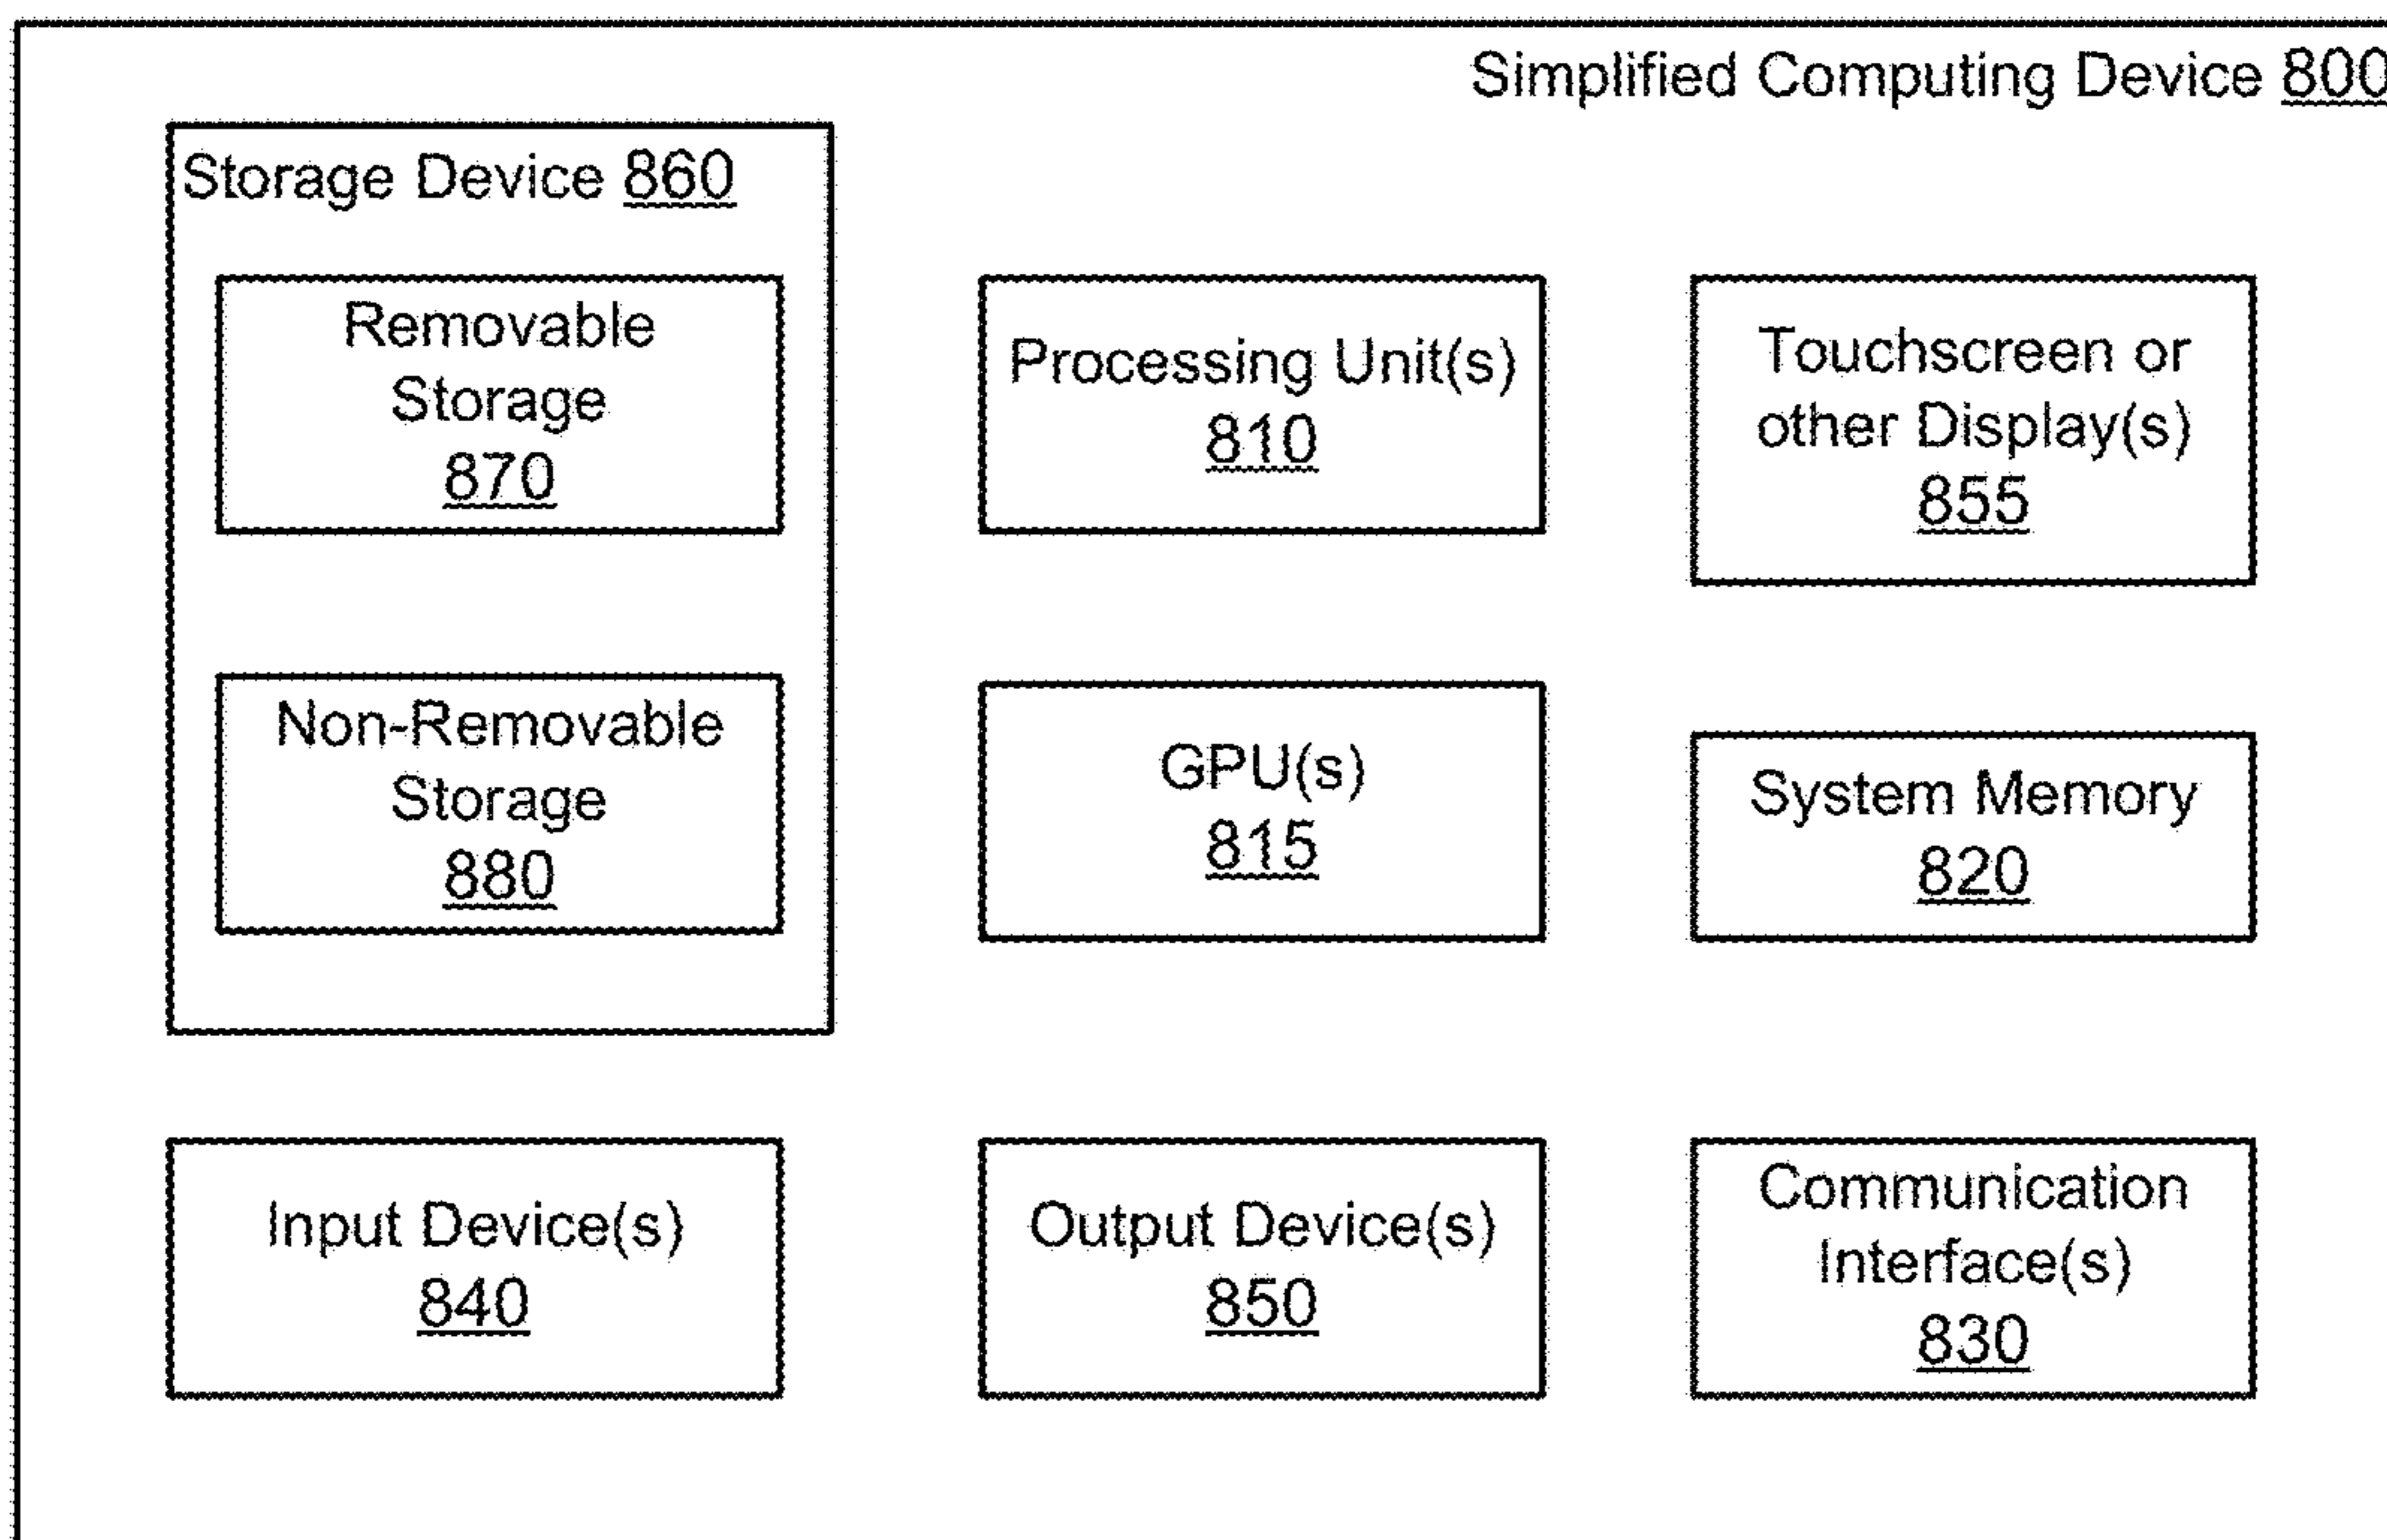 Simplified Computing Device 800
Storage Device 860
Removable
Storage
870
Non-Removable
Storage
880
Processing Unit(s)
810
Touchscreen or
other Display(s)
855
GPU(s)
815
System Memory
820
Input Device(s)
840
Output Device(s)
850
Communication
Interface(s)
830